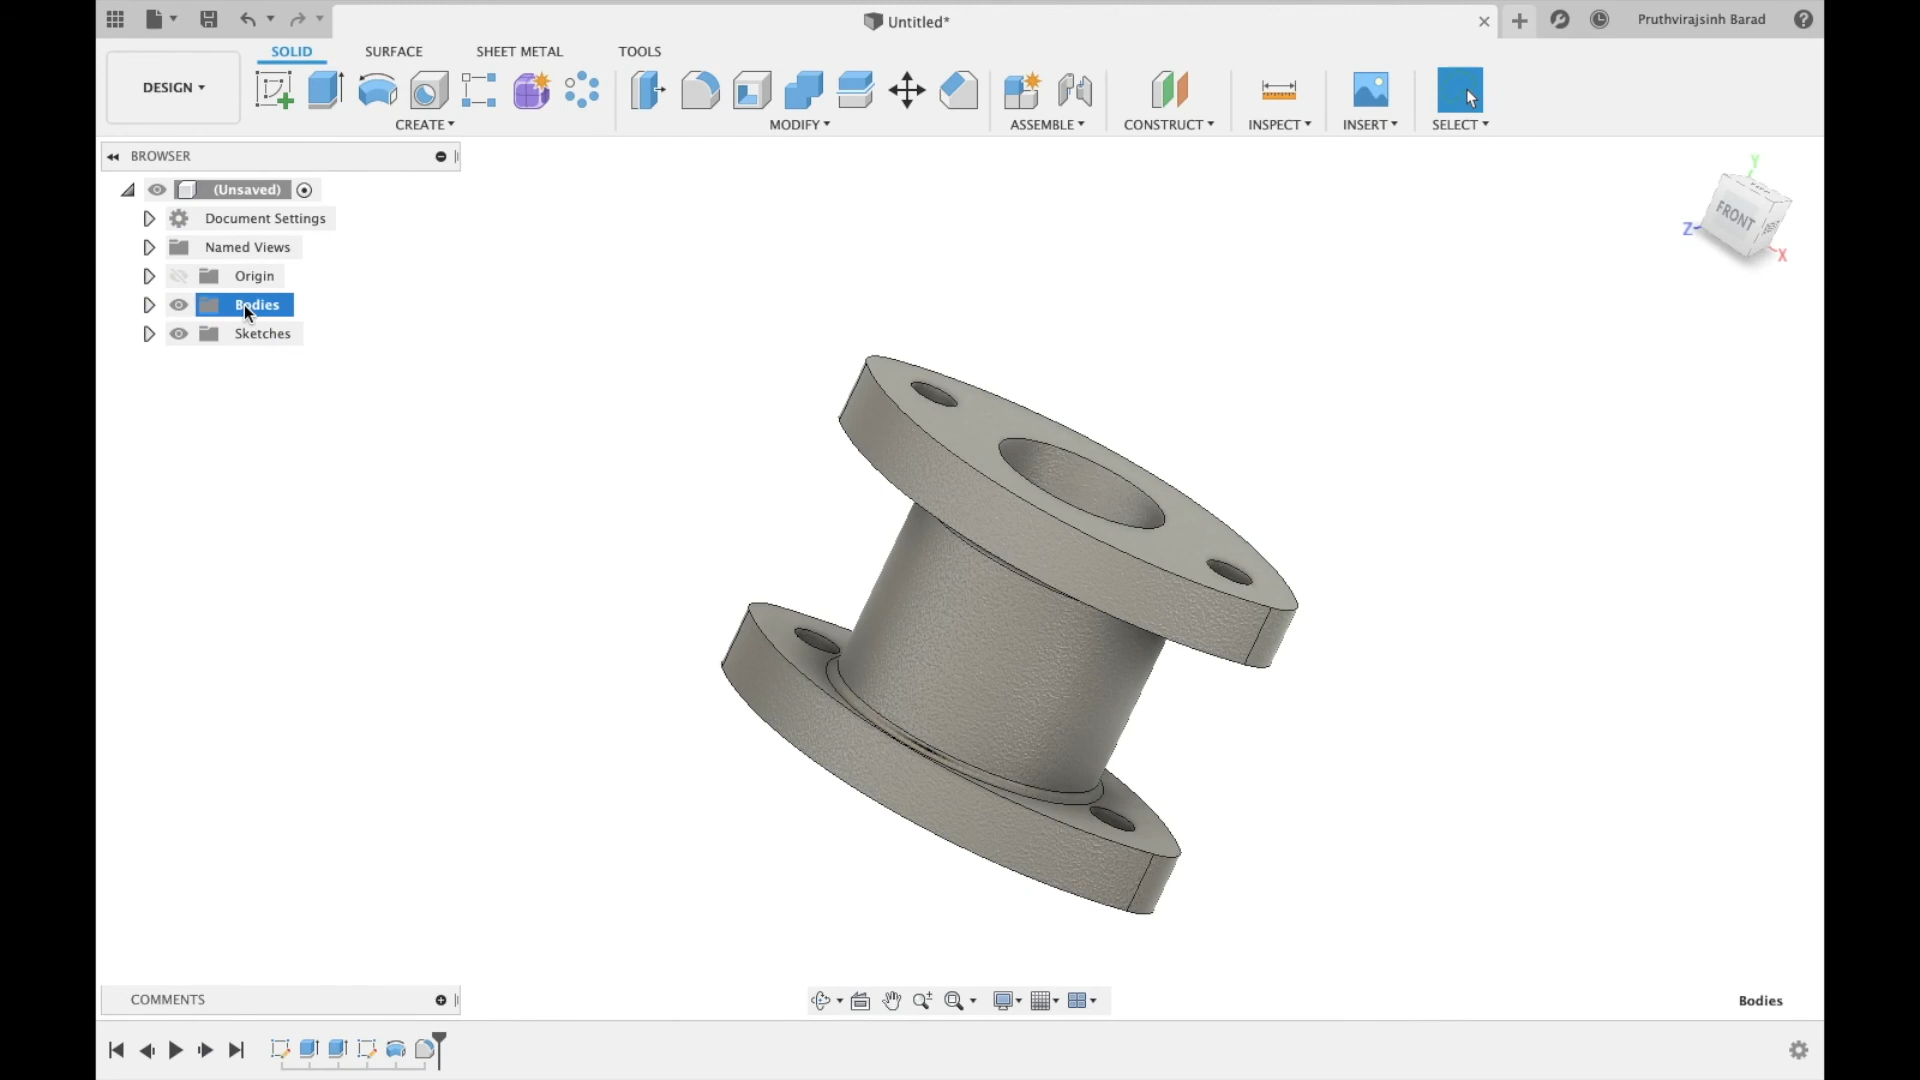 Untitled*
Pruthvirajsinh Barad
DESIGN
SOLID
SURFACE
SHEET METAL
TOOLS
CREATE
MODIFY
ASSEMBLE
CONSTRUCT
INSPECT
INSERT
SELECT
BROWSER
(Unsaved)
Document Settings
Named Views
Origin
Bodies
Sketches
Y
FRONT
Z
X
COMMENTS
Bodies